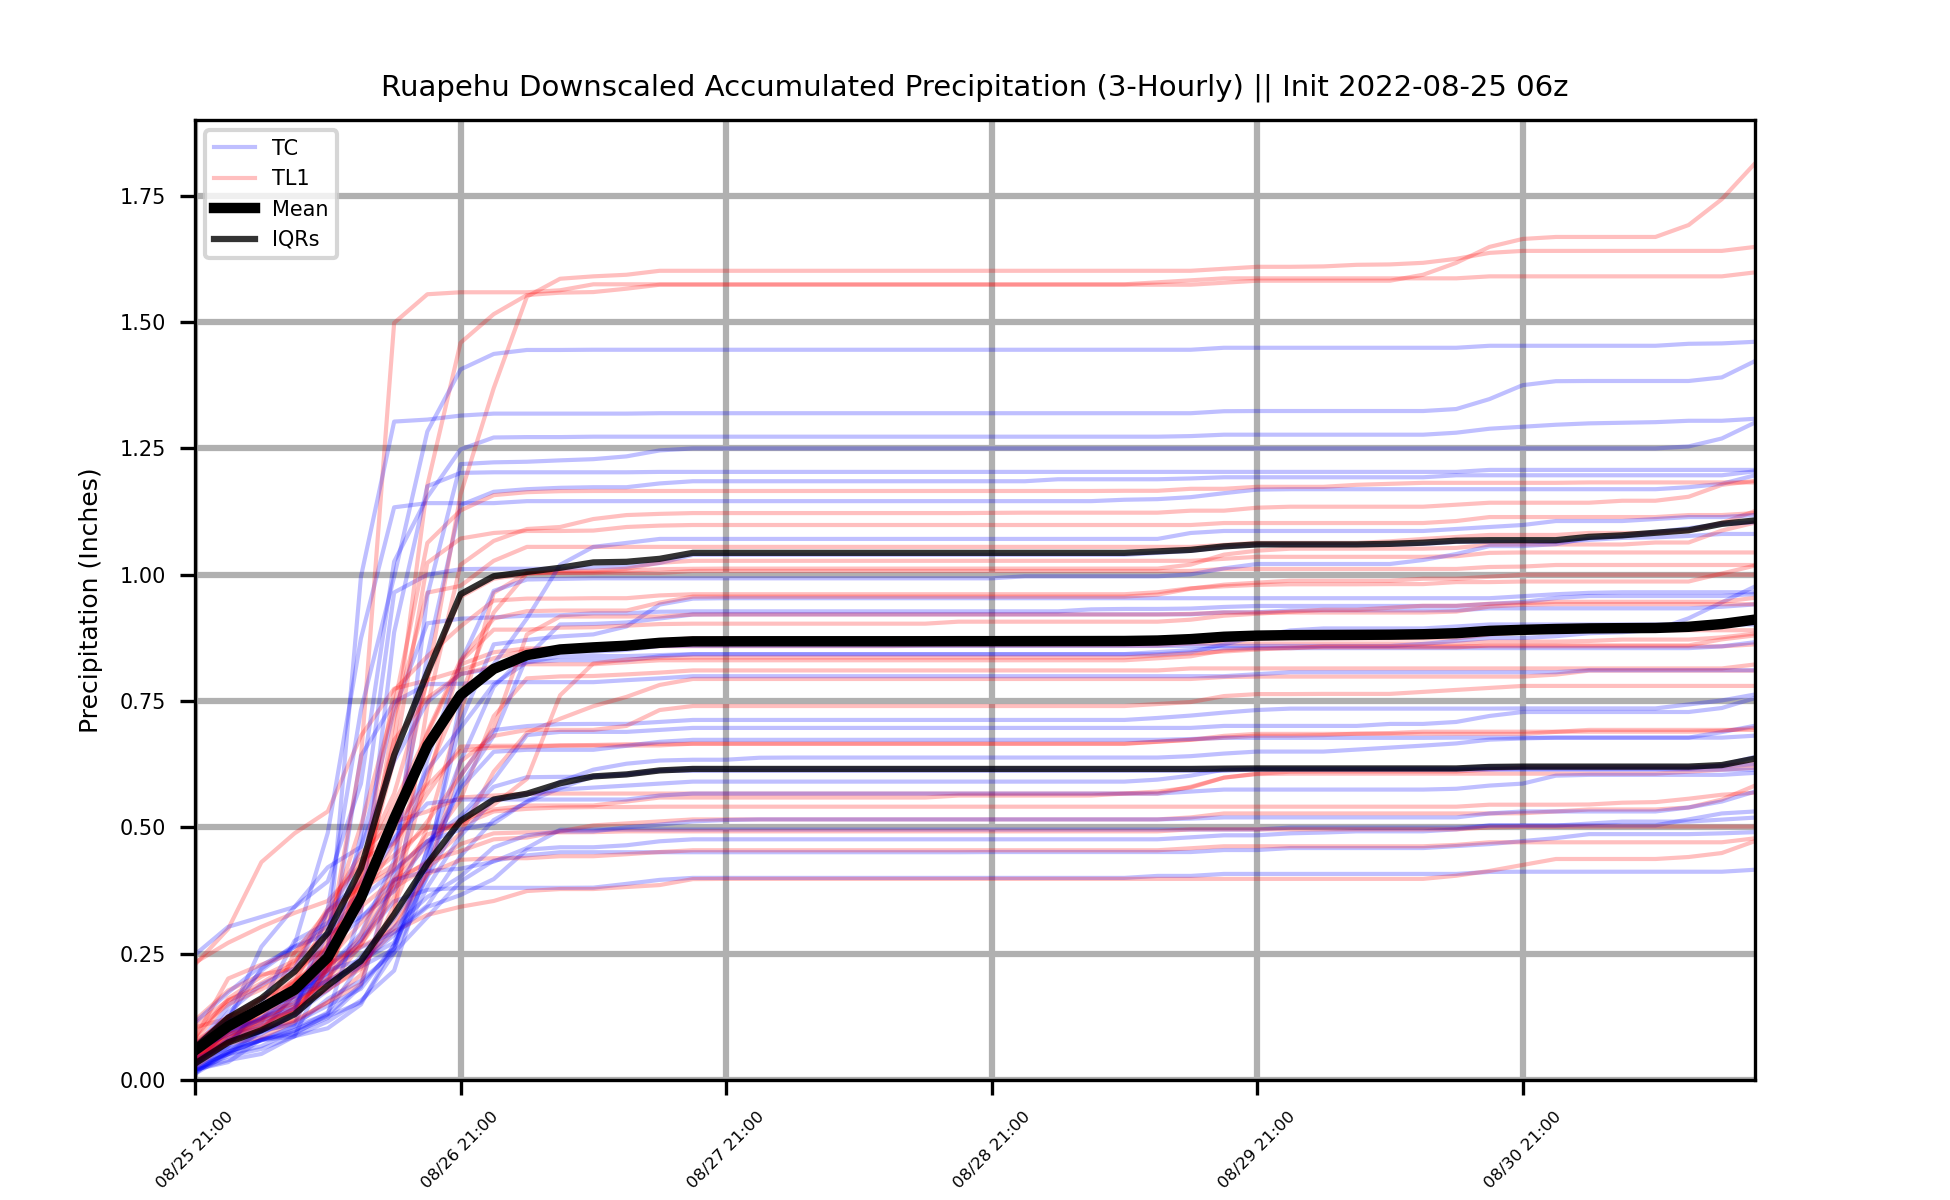 Ruapehu Downscaled Accumulated Precipitation (3-Hourly) || Init 2022-08-25 06z
TC
TL1
Mean
IQRs
Precipitation (Inches)
1.75
1.50
1.25
1.00
0.75
0.50
0.25
0.00
08/25 21:00
08/26 21:00
08/27 21:00
08/28 21:00
08/29 21:00
08/30 21:00